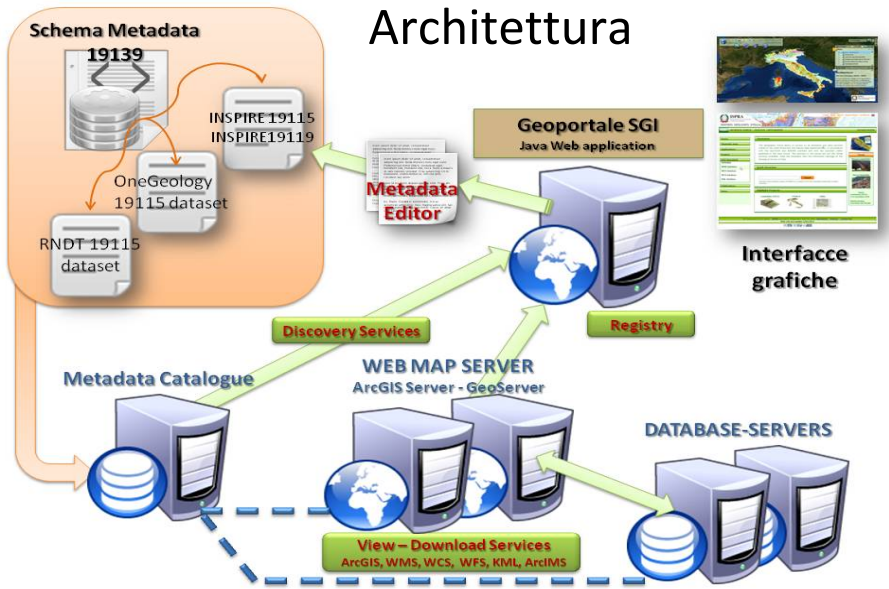 Architettura
Schema Metadata
19139
INSPIRE 19115
INSPIRE19119
OneGeology
19115 dataset
RNDT 19115
dataset
Metadata
Editor
Geoportale SGI
Java Web application
Interfacce
grafiche
Discovery Services
Registry
Metadata Catalogue
WEB MAP SERVER
ArcGIS Server - GeoServer
DATABASE-SERVERS
View – Download Services
ArcGIS, WMS, WCS, WFS, KML, ArcIMS